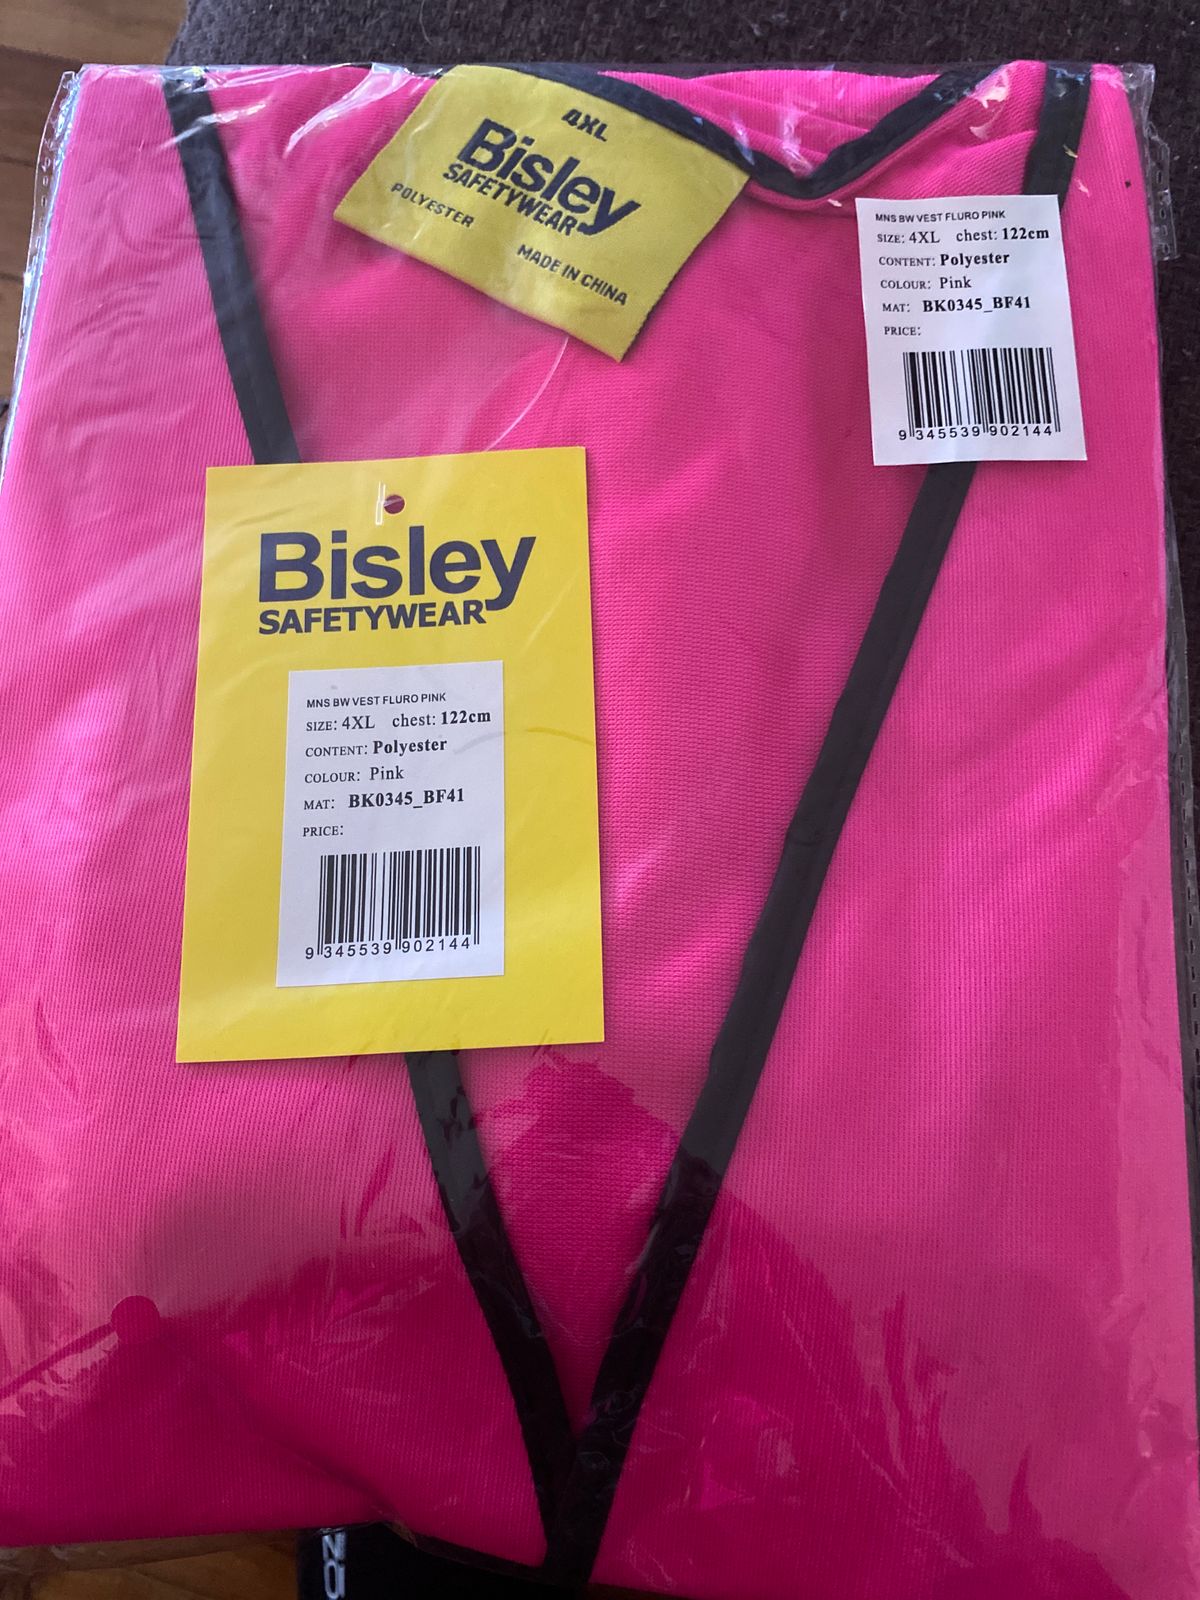 4XL
Bisley
SAFETYWEAR
POLYESTER
MADE IN CHINA
MNS BW VEST FLURO PINK
SIZE: 4XL chest: 122cm
CONTENT: Polyester
COLOUR: Pink
MAT: BK0345_BF41
PRICE:
9 345539 902144
Bisley
SAFETYWEAR
MNS BW VEST FLURO PINK
SIZE: 4XL chest: 122cm
CONTENT: Polyester
COLOUR: Pink
MAT: BK0345_BF41
PRICE:
9 345539 902144